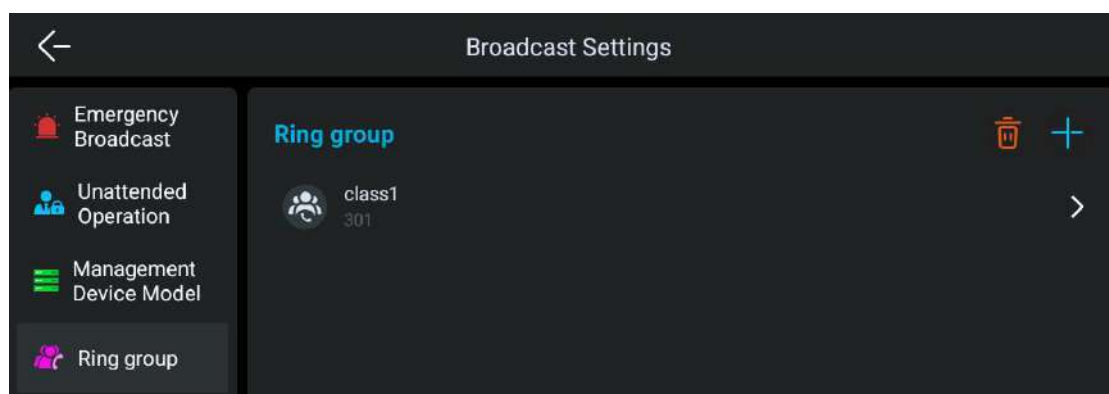 Broadcast Settings
Emergency
Broadcast
Unattended
Operation
Management
Device Model
Ring group
Ring group
class1
301